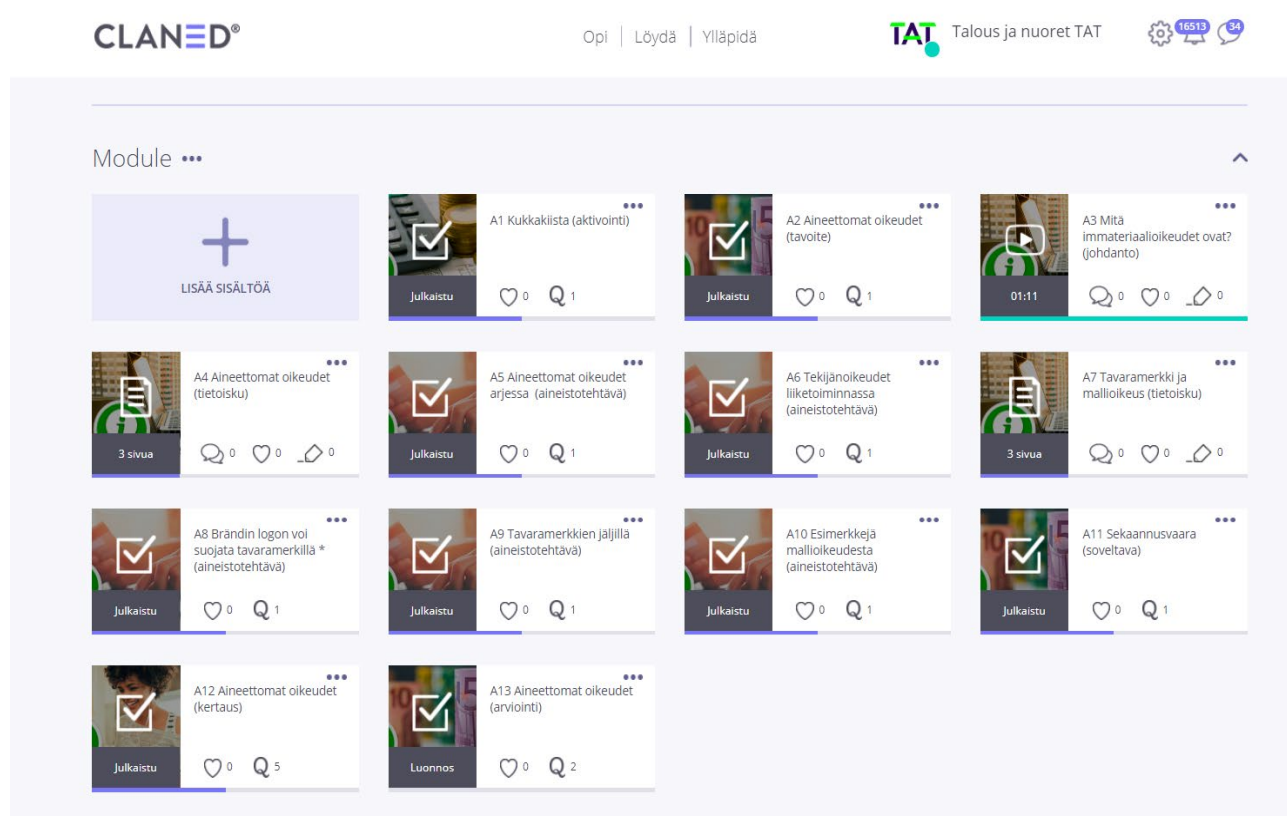 CLANED®
Opi | Löydä | Ylläpidä
TAT
Talous ja nuoret TAT
16513
34
Module •••
LISÄÄ SISÄLTÖÄ
A1 Kukkakiista (aktivointi)
Julkaistu
0
Q 1
A2 Aineettomat oikeudet
(tavoite)
Julkaistu
0
Q 1
A3 Mitä
immateriaalioikeudet ovat?
(johdanto)
01:11
0
0
0
A4 Aineettomat oikeudet
(tietoisku)
3 sivua
0
0
0
A5 Aineettomat oikeudet
arjessa (aineistotehtävä)
Julkaistu
0
Q 1
A6 Tekijänoikeudet
liiketoiminnassa
(aineistotehtävä)
Julkaistu
0
Q 1
A7 Tavaramerkki ja
mallioikeus (tietoisku)
3 sivua
0
0
0
A8 Brändin logon voi
suojata tavaramerkillä *
(aineistotehtävä)
Julkaistu
0
Q 1
A9 Tavaramerkkien jäljillä
(aineistotehtävä)
Julkaistu
0
Q 1
A10 Esimerkkejä
mallioikeudesta
(aineistotehtävä)
Julkaistu
0
Q 1
A11 Sekaannusvaara
(soveltava)
Julkaistu
0
Q 1
A12 Aineettomat oikeudet
(kertaus)
Julkaistu
0
Q 5
A13 Aineettomat oikeudet
(arviointi)
Luonnos
0
Q 2